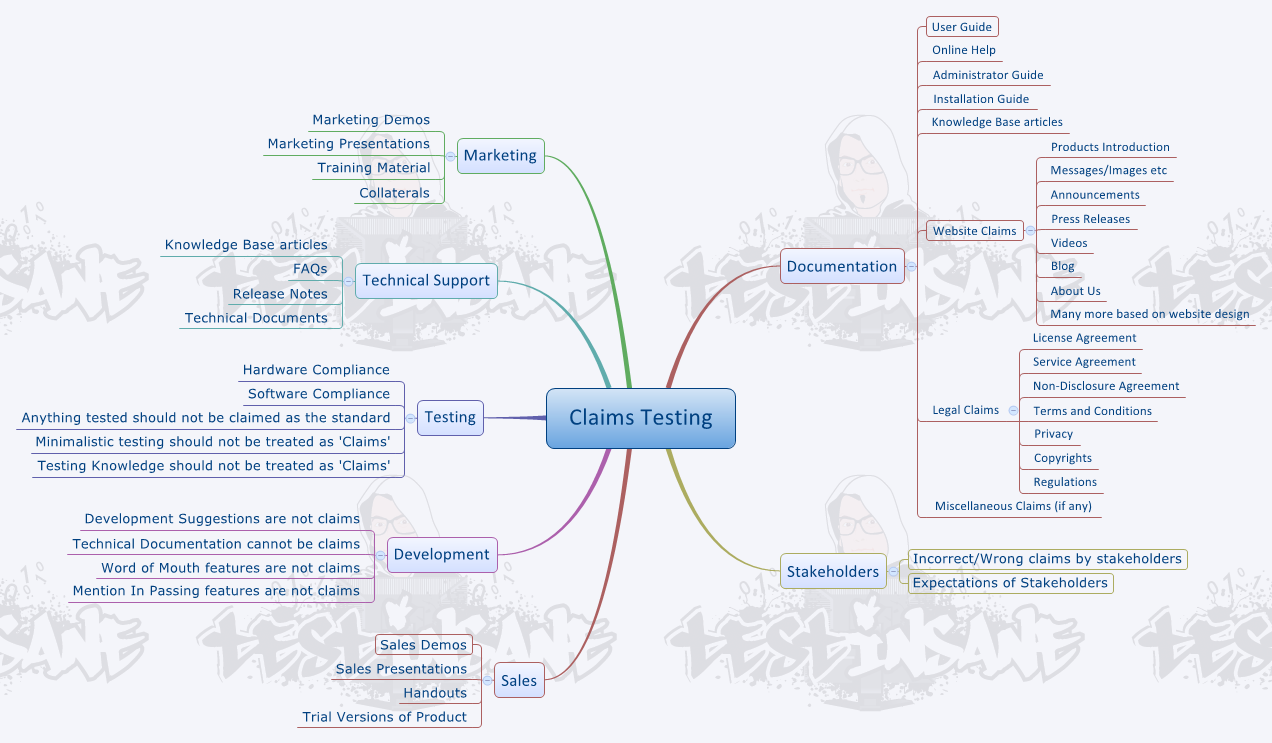 Claims Testing
Marketing
Marketing Demos
Marketing Presentations
Training Material
Collaterals
Technical Support
Knowledge Base articles
FAQs
Release Notes
Technical Documents
Testing
Hardware Compliance
Software Compliance
Anything tested should not be claimed as the standard
Minimalistic testing should not be treated as 'Claims'
Testing Knowledge should not be treated as 'Claims'
Development
Development Suggestions are not claims
Technical Documentation cannot be claims
Word of Mouth features are not claims
Mention In Passing features are not claims
Sales
Sales Demos
Sales Presentations
Handouts
Trial Versions of Product
Documentation
User Guide
Online Help
Administrator Guide
Installation Guide
Knowledge Base articles
Website Claims
Products Introduction
Messages/Images etc
Announcements
Press Releases
Videos
Blog
About Us
Many more based on website design
Legal Claims
License Agreement
Service Agreement
Non-Disclosure Agreement
Terms and Conditions
Privacy
Copyrights
Regulations
Miscellaneous Claims (if any)
Stakeholders
Incorrect/Wrong claims by stakeholders
Expectations of Stakeholders